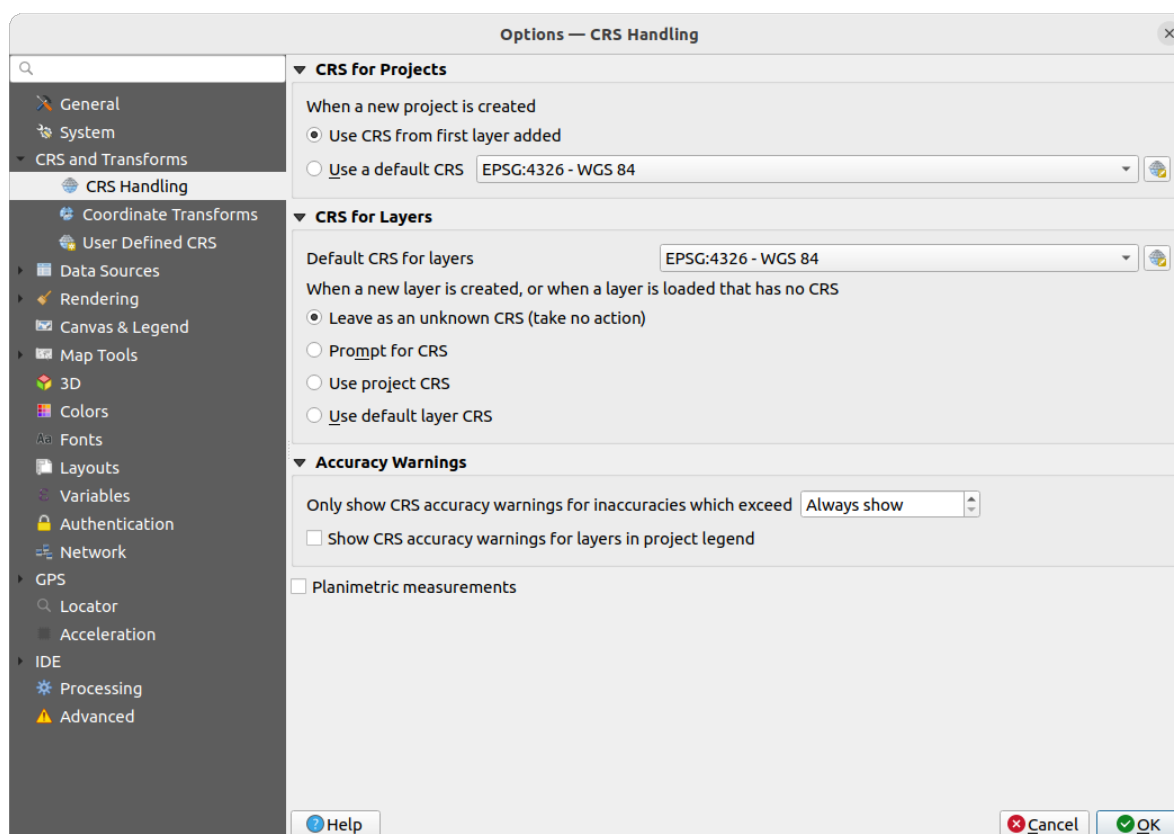 Options — CRS Handling
General
System
CRS and Transforms
CRS Handling
Coordinate Transforms
User Defined CRS
Data Sources
Rendering
Canvas & Legend
Map Tools
3D
Colors
Aa Fonts
Layouts
ε Variables
Authentication
Network
GPS
Locator
Acceleration
IDE
Processing
Advanced
CRS for Projects
When a new project is created
Use CRS from first layer added
Use a default CRS EPSG:4326 - WGS 84
CRS for Layers
Default CRS for layers EPSG:4326 - WGS 84
When a new layer is created, or when a layer is loaded that has no CRS
Leave as an unknown CRS (take no action)
Prompt for CRS
Use project CRS
Use default layer CRS
Accuracy Warnings
Only show CRS accuracy warnings for inaccuracies which exceed Always show
Show CRS accuracy warnings for layers in project legend
Planimetric measurements
? Help Cancel OK